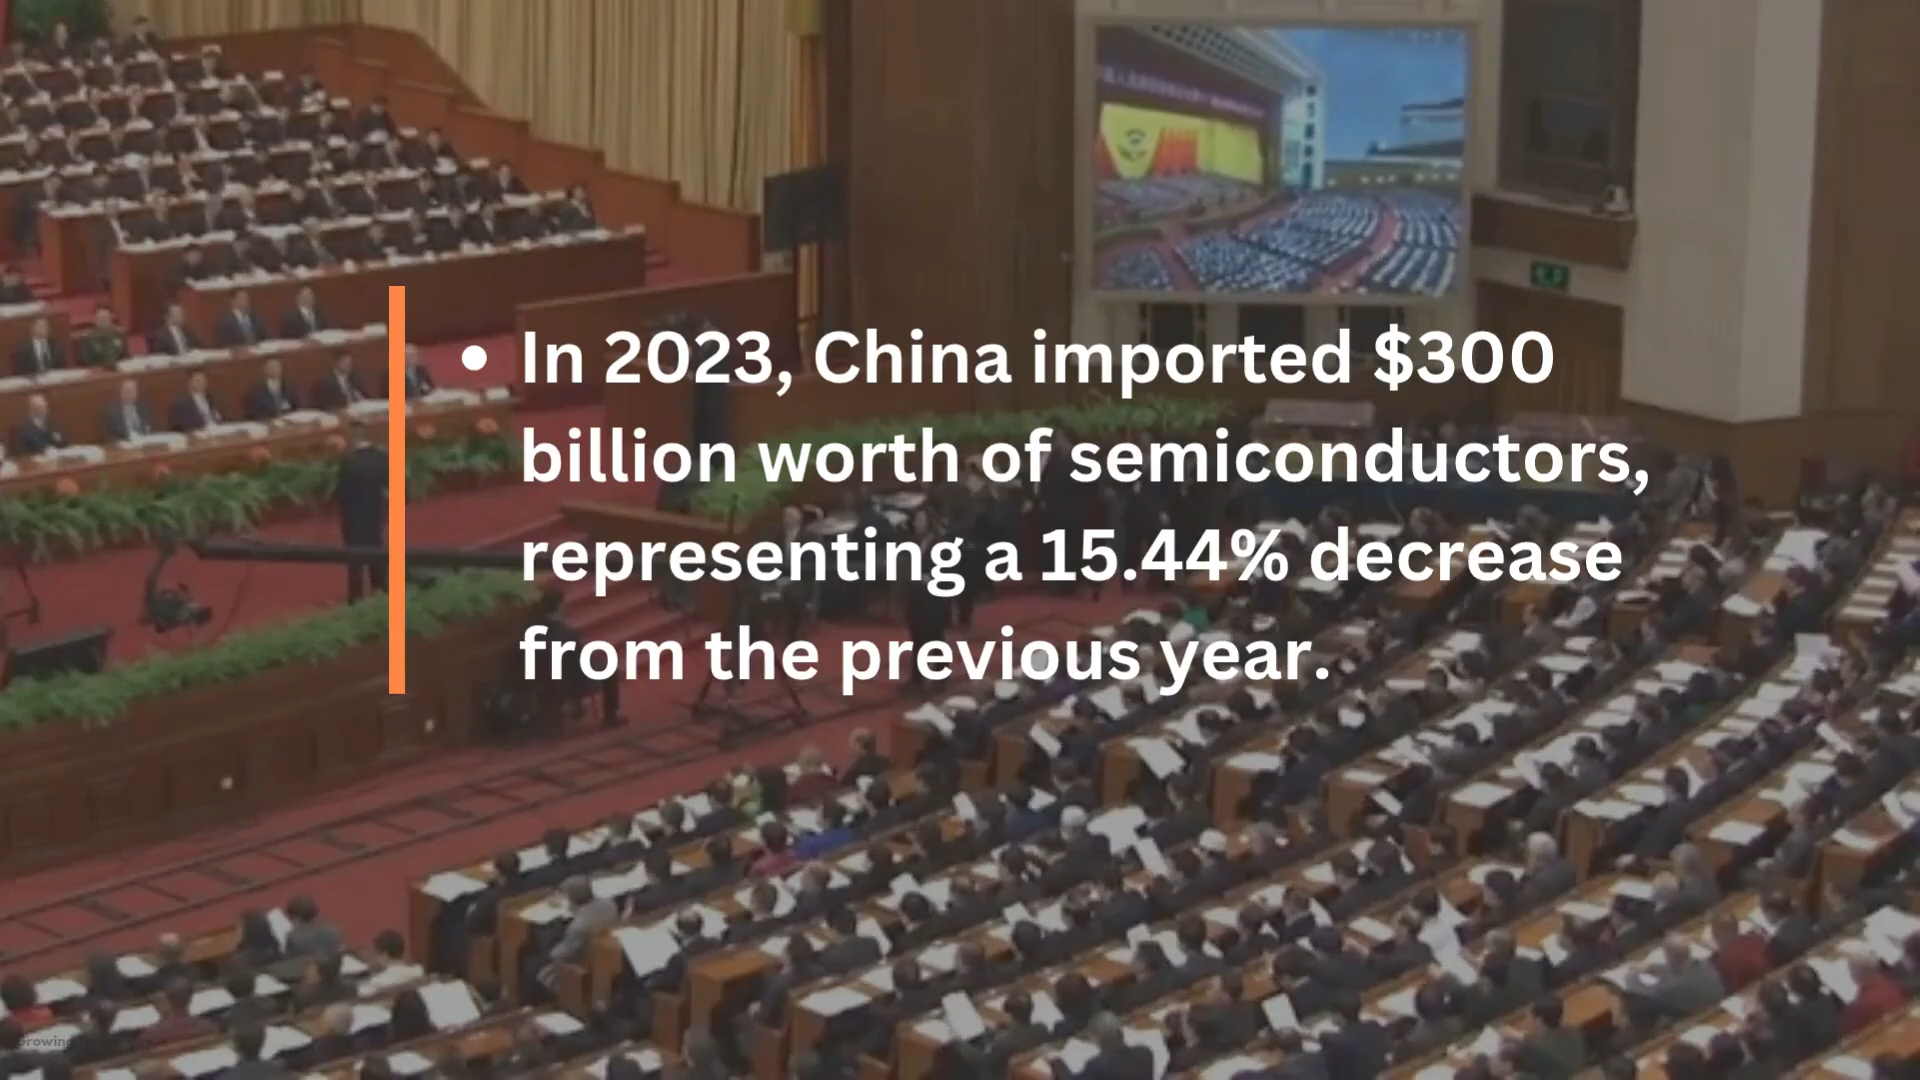 • In 2023, China imported $300
billion worth of semiconductors,
representing a 15.44% decrease
from the previous year.